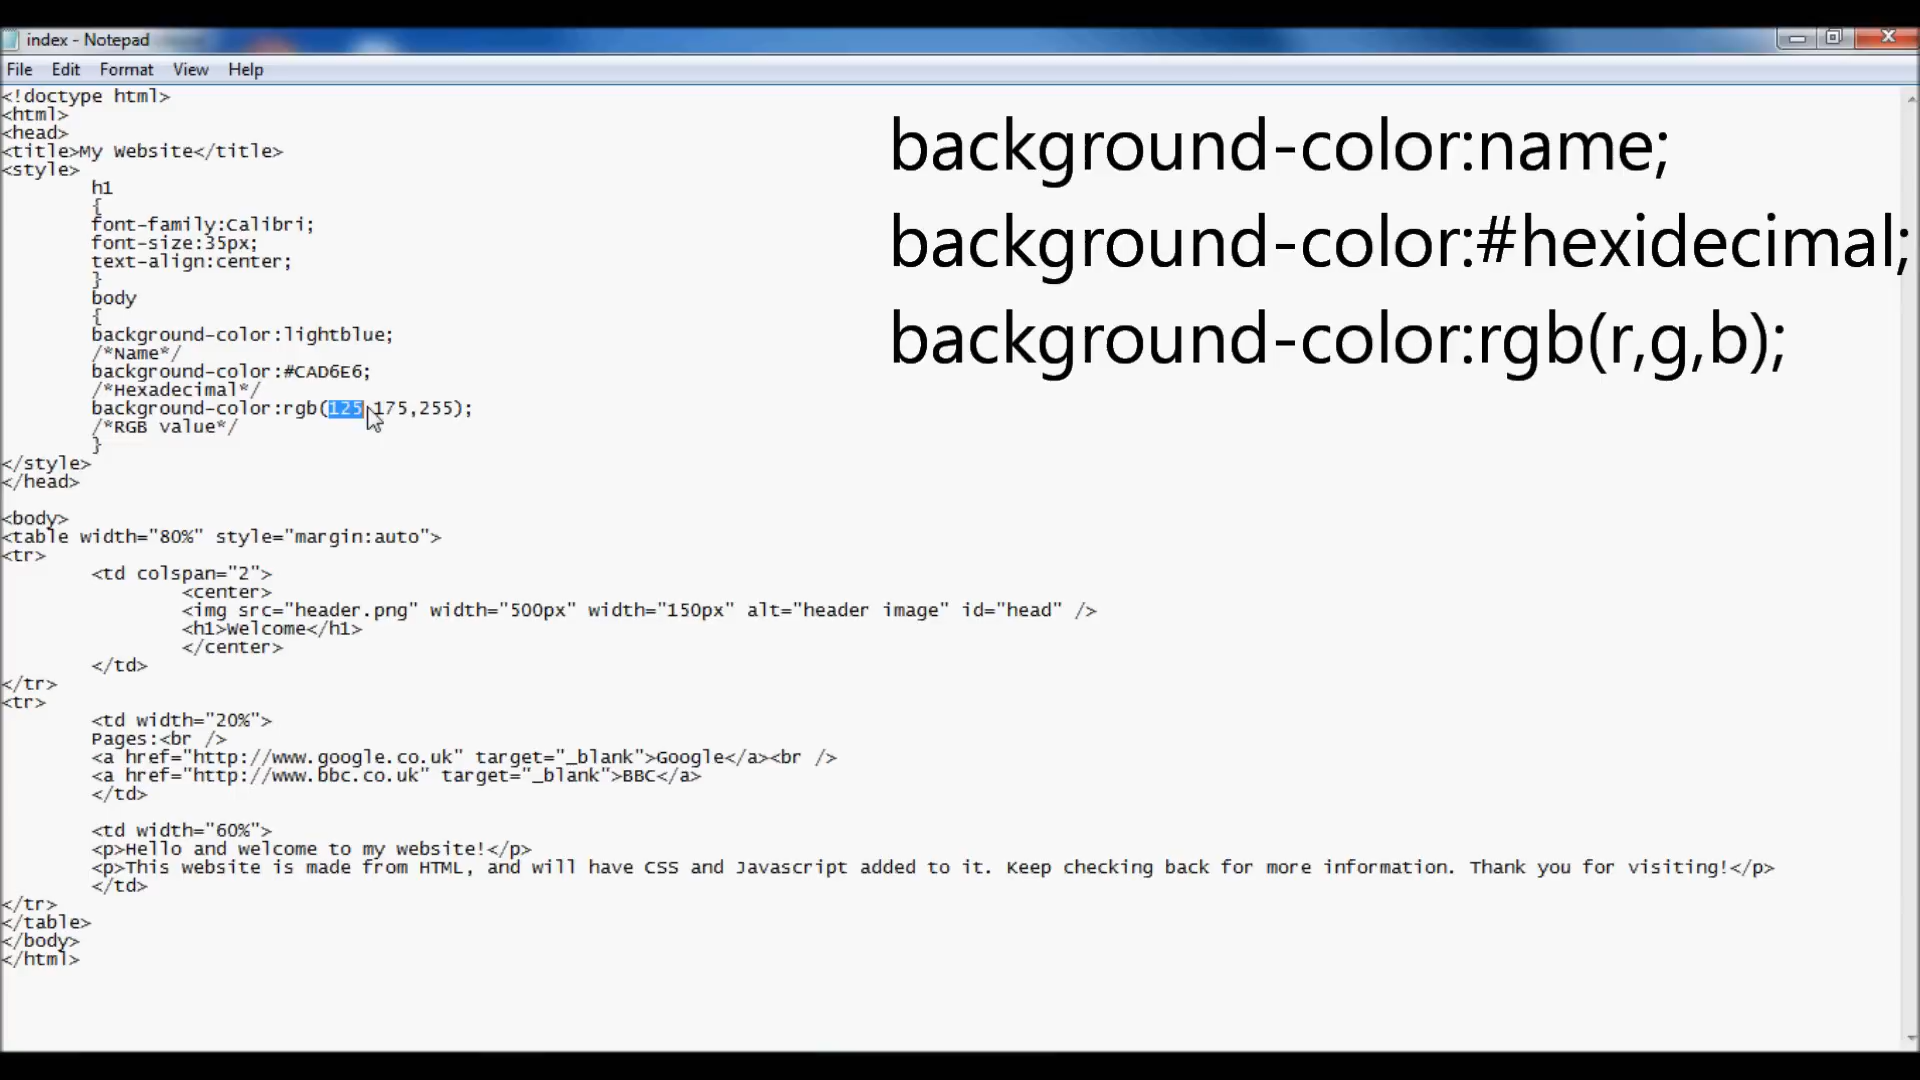 index - Notepad
File Edit Format View Help
<!doctype html>
<html>
<head>
<title>My Website</title>
<style>
h1
{
font-family:Calibri;
font-size:35px;
text-align:center;
}
body
{
background-color:lightblue;
/*Name*/
background-color:#CAD6E6;
/*Hexadecimal*/
background-color:rgb(125,175,255);
/*RGB value*/
}
</style>
</head>
<body>
<table width="80%" style="margin:auto">
<tr>
<td colspan="2">
<center>
<img src="header.png" width="500px" width="150px" alt="header image" id="head" />
<h1>Welcome</h1>
</center>
</td>
</tr>
<tr>
<td width="20%">
Pages:<br />
<a href="http://www.google.co.uk" target="_blank">Google</a><br />
<a href="http://www.bbc.co.uk" target="_blank">BBC</a>
</td>
<td width="60%">
<p>Hello and welcome to my website!</p>
<p>This website is made from HTML, and will have CSS and Javascript added to it. Keep checking back for more information. Thank you for visiting!</p>
</td>
</tr>
</table>
</body>
</html>
background-color:name;
background-color:#hexidecimal;
background-color:rgb(r,g,b);